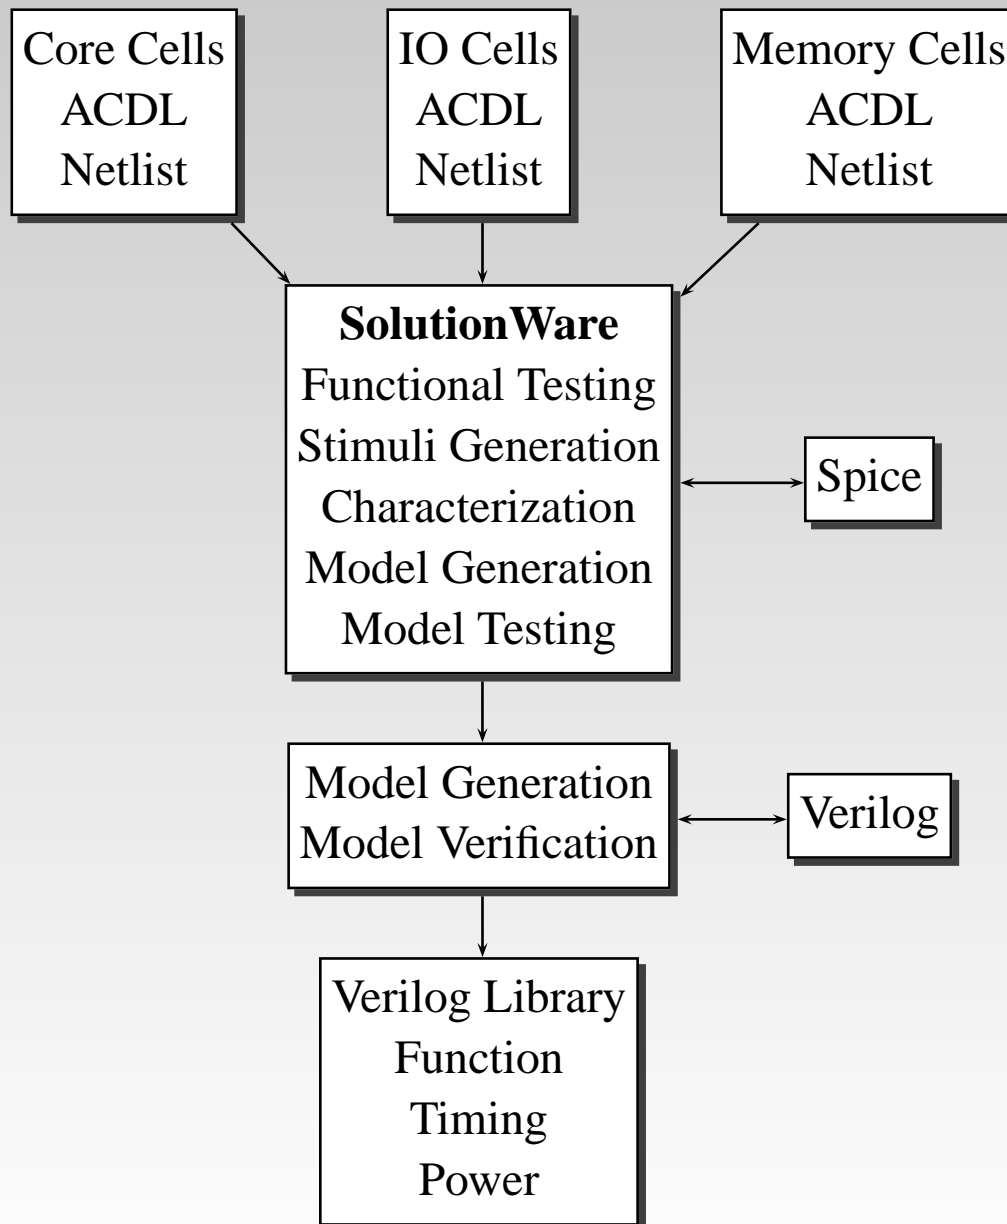 Core Cells
ACDL
Netlist
IO Cells
ACDL
Netlist
Memory Cells
ACDL
Netlist
SolutionWare
Functional Testing
Stimuli Generation
Characterization
Model Generation
Model Testing
Spice
Model Generation
Model Verification
Verilog
Verilog Library
Function
Timing
Power